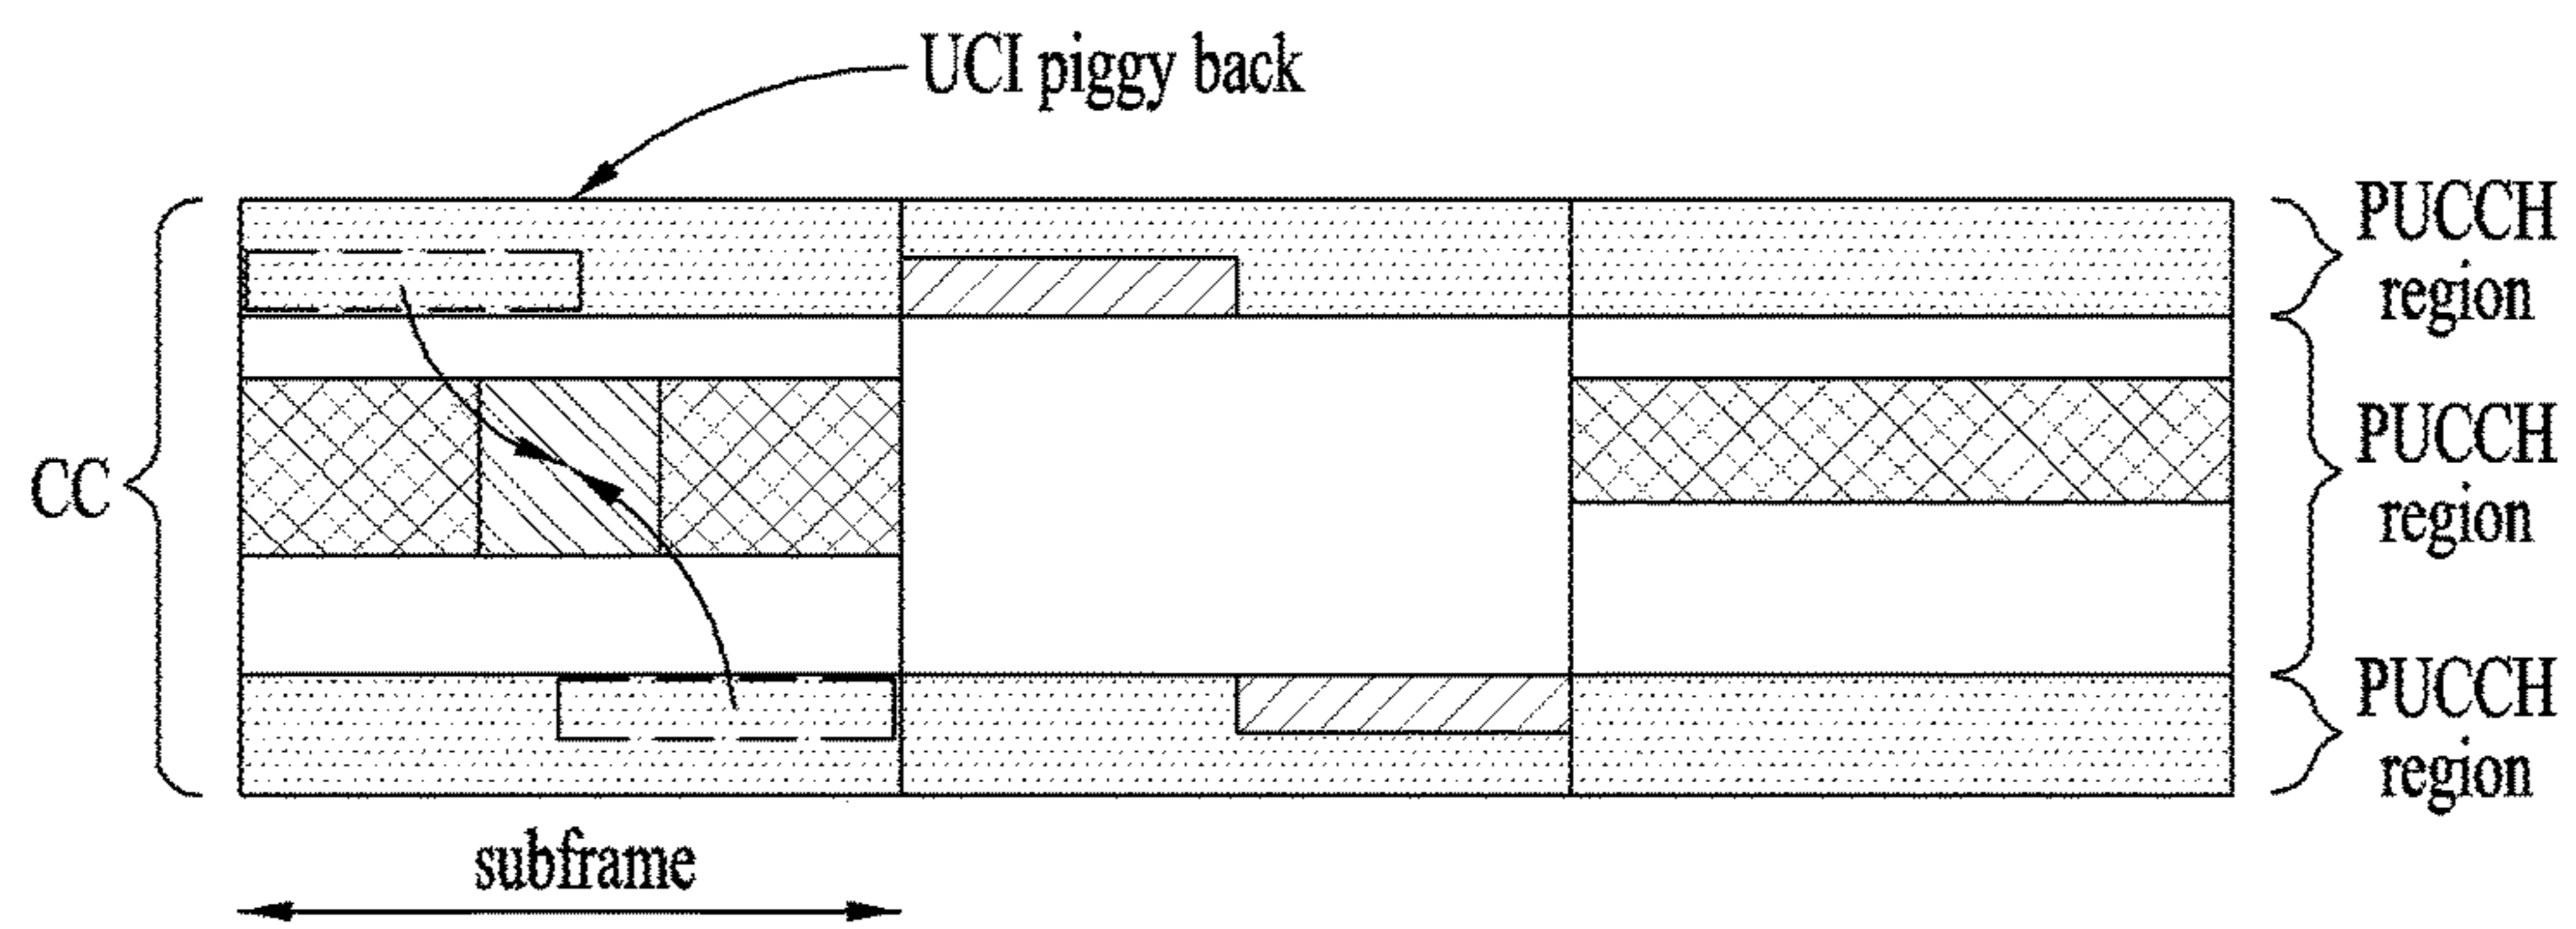 UCI piggy back
PUCCH
region
CC
PUCCH
region
PUCCH
region
subframe